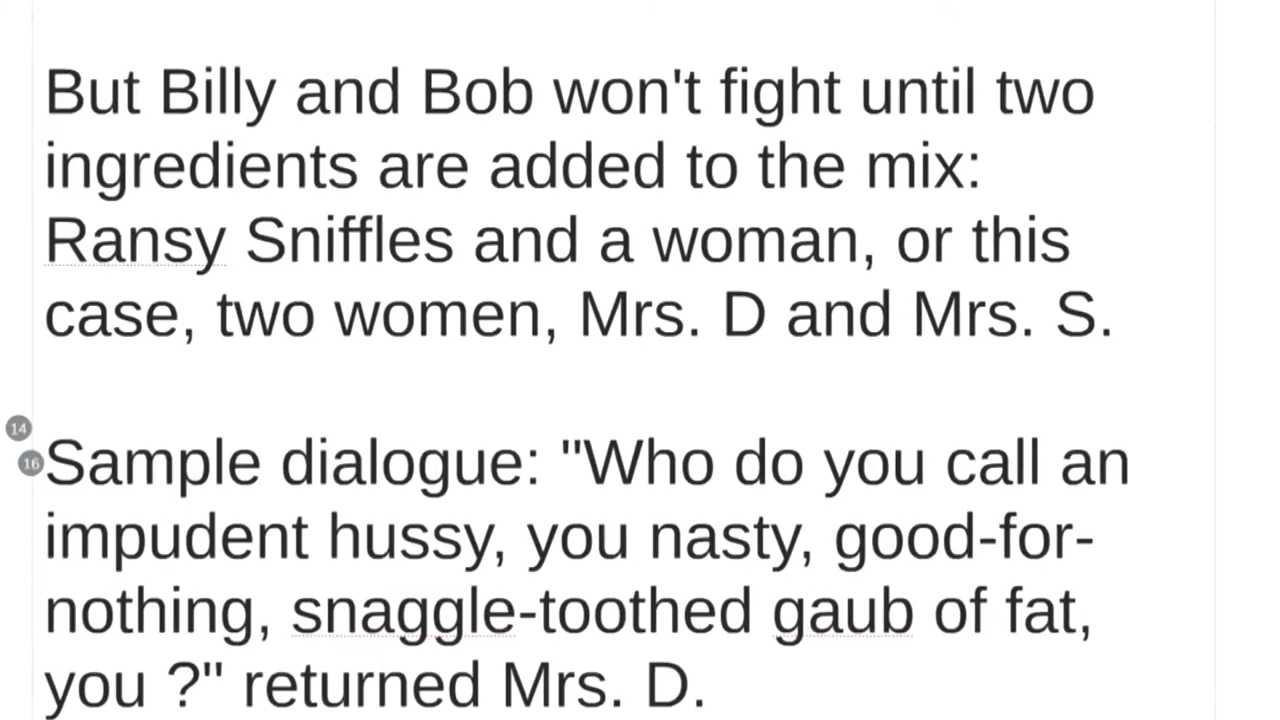 But Billy and Bob won't fight until two
ingredients are added to the mix:
Ransy Sniffles and a woman, or this
case, two women, Mrs. D and Mrs. S.
14
16
Sample dialogue: "Who do you call an
impudent hussy, you nasty, good-for-
nothing, snaggle-toothed gaub of fat,
you ?" returned Mrs. D.